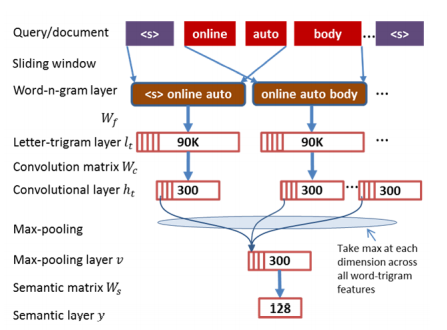 Query/document <s> online auto body ... <s>
Sliding window
Word-n-gram layer <s> online auto online auto body ...
W_f
Letter-trigram layer l_t 90K 90K ...
Convolution matrix W_c
Convolutional layer h_t 300 300 ... 300
Max-pooling
Take max at each
dimension across
all word-trigram
features
Max-pooling layer v 300
Semantic matrix W_s
Semantic layer y 128